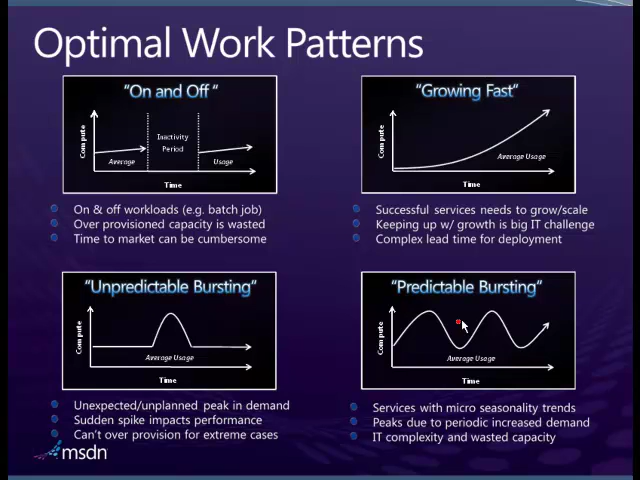 Optimal Work Patterns
"On and Off "
Compute
Inactivity
Period
Average
Usage
Time
On & off workloads (e.g. batch job)
Over provisioned capacity is wasted
Time to market can be cumbersome
"Growing Fast"
Compute
Average Usage
Time
Successful services needs to grow/scale
Keeping up w/ growth is big IT challenge
Complex lead time for deployment
"Unpredictable Bursting"
Compute
Average Usage
Time
Unexpected/unplanned peak in demand
Sudden spike impacts performance
Can't over provision for extreme cases
"Predictable Bursting"
Compute
Average Usage
Time
Services with micro seasonality trends
Peaks due to periodic increased demand
IT complexity and wasted capacity
msdn